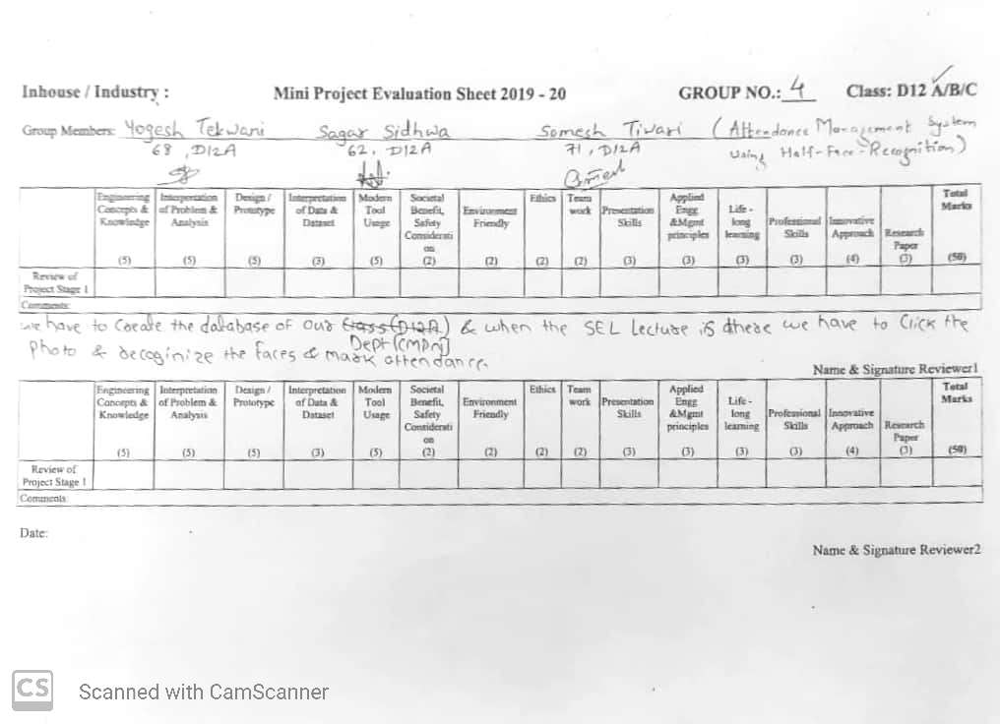 Inhouse / Industry : Mini Project Evaluation Sheet 2019 - 20 GROUP NO.: 4 Class: D12 A/B/C
Group Members: Yogesh Tekwani Sagar Sidhwa Somesh Tiwari ( Attendance Management System
68 , D12A 62, D12A 71 , D12A using Half-Face-Recognition)
Engineering Concepts & Knowledge (5)
Interpretation of Problem & Analysis (5)
Design / Prototype (5)
Interpretation of Data & Dataset (3)
Modern Tool Usage (5)
Societal Benefit, Safety Considerati on (2)
Environment Friendly (2)
Ethics (2)
Team work (2)
Presentation Skills (3)
Applied Engg &Mgmt principles (3)
Life - long learning (3)
Professional Skills (3)
Innovative Approach (4)
Research Paper (3)
Total Marks (50)
Review of
Project Stage 1
Comments:
we have to Create the database of our Class (D12A) & when the SEL Lecture is there we have to Click the
Dept [CMPN]
Photo & recoginize the faces & mark attendance.
Name & Signature Reviewer1
Engineering Concepts & Knowledge (5)
Interpretation of Problem & Analysis (5)
Design / Prototype (5)
Interpretation of Data & Dataset (3)
Modern Tool Usage (5)
Societal Benefit, Safety Considerati on (2)
Environment Friendly (2)
Ethics (2)
Team work (2)
Presentation Skills (3)
Applied Engg &Mgmt principles (3)
Life - long learning (3)
Professional Skills (3)
Innovative Approach (4)
Research Paper (3)
Total Marks (50)
Review of
Project Stage 1
Comments
Date:
Name & Signature Reviewer2
CS Scanned with CamScanner